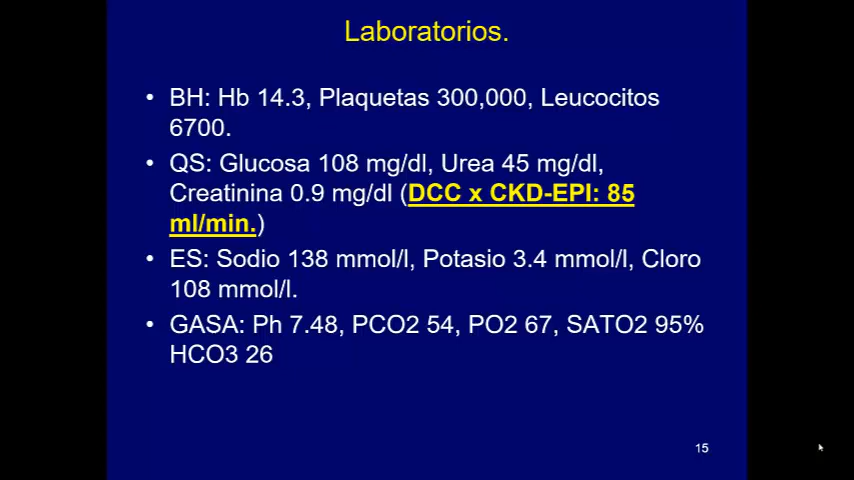 Laboratorios.
• BH: Hb 14.3, Plaquetas 300,000, Leucocitos
6700.
• QS: Glucosa 108 mg/dl, Urea 45 mg/dl,
Creatinina 0.9 mg/dl (DCC x CKD-EPI: 85
ml/min.)
• ES: Sodio 138 mmol/l, Potasio 3.4 mmol/l, Cloro
108 mmol/l.
• GASA: Ph 7.48, PCO2 54, PO2 67, SATO2 95%
HCO3 26
15